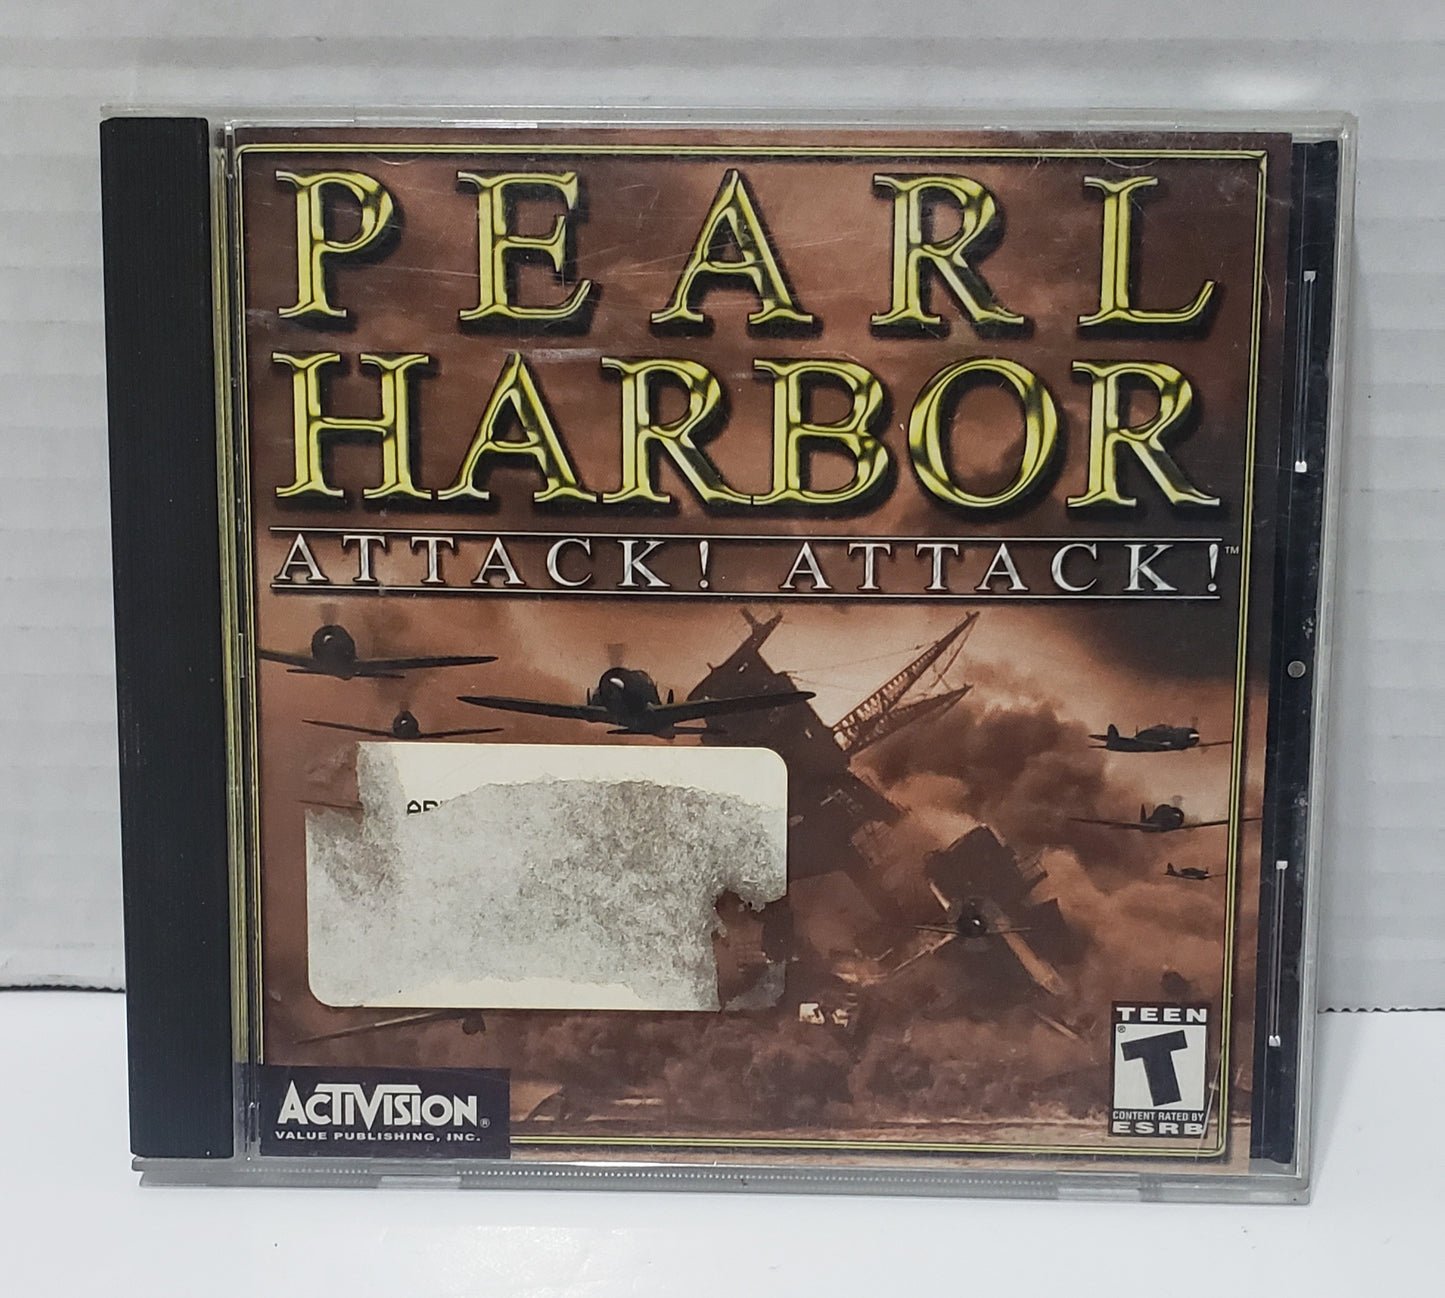 PEARL
HARBOR
ATTACK! ATTACK!™
TEEN
T®
CONTENT RATED BY
ESRB
ACTIVISION®
VALUE PUBLISHING, INC.